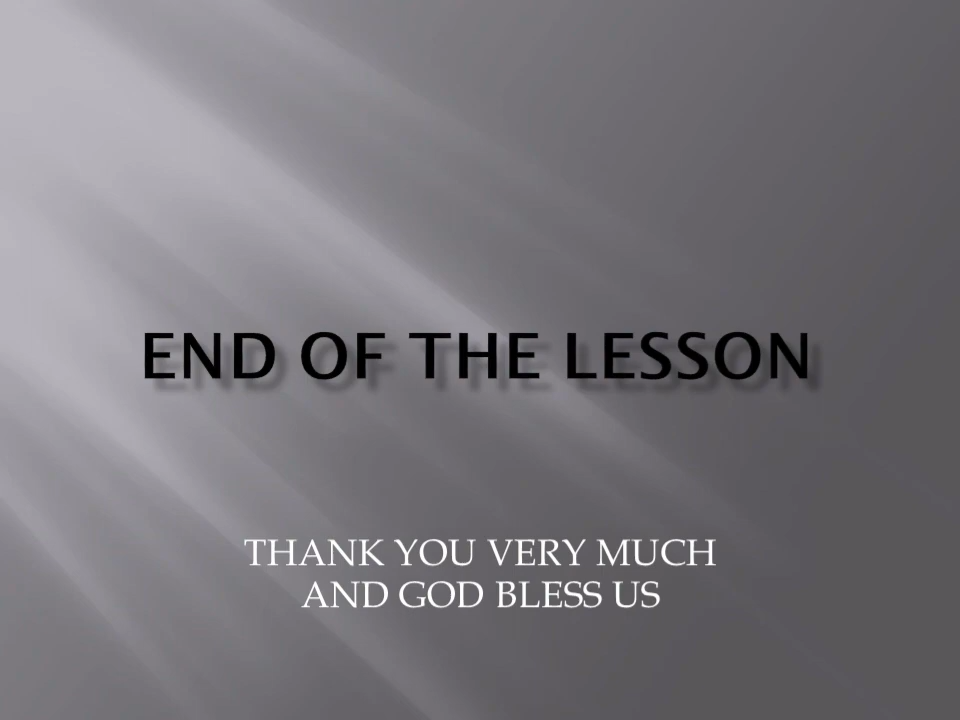 END OF THE LESSON
THANK YOU VERY MUCH
AND GOD BLESS US